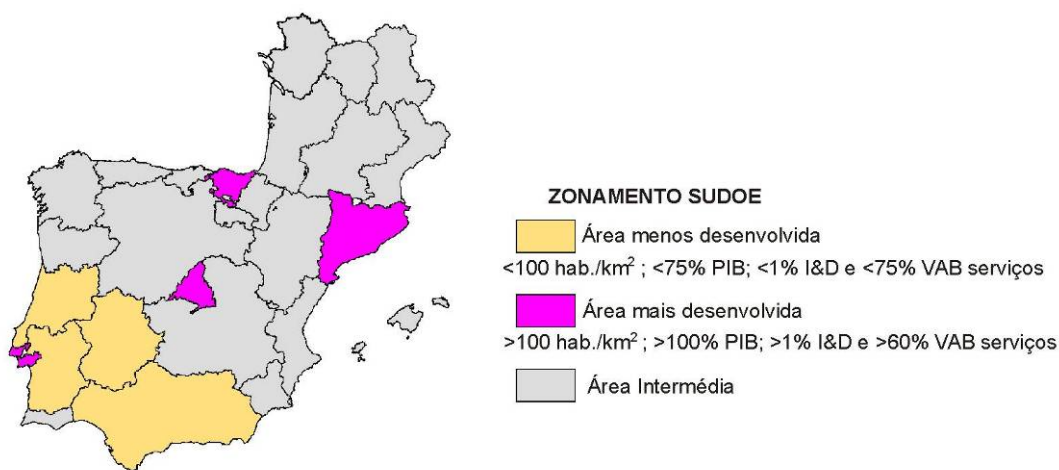 ZONAMENTO SUDOE
Área menos desenvolvida
<100 hab./km² ; <75% PIB; <1% I&D e <75% VAB serviços
Área mais desenvolvida
>100 hab./km² ; >100% PIB; >1% I&D e >60% VAB serviços
Área Intermédia